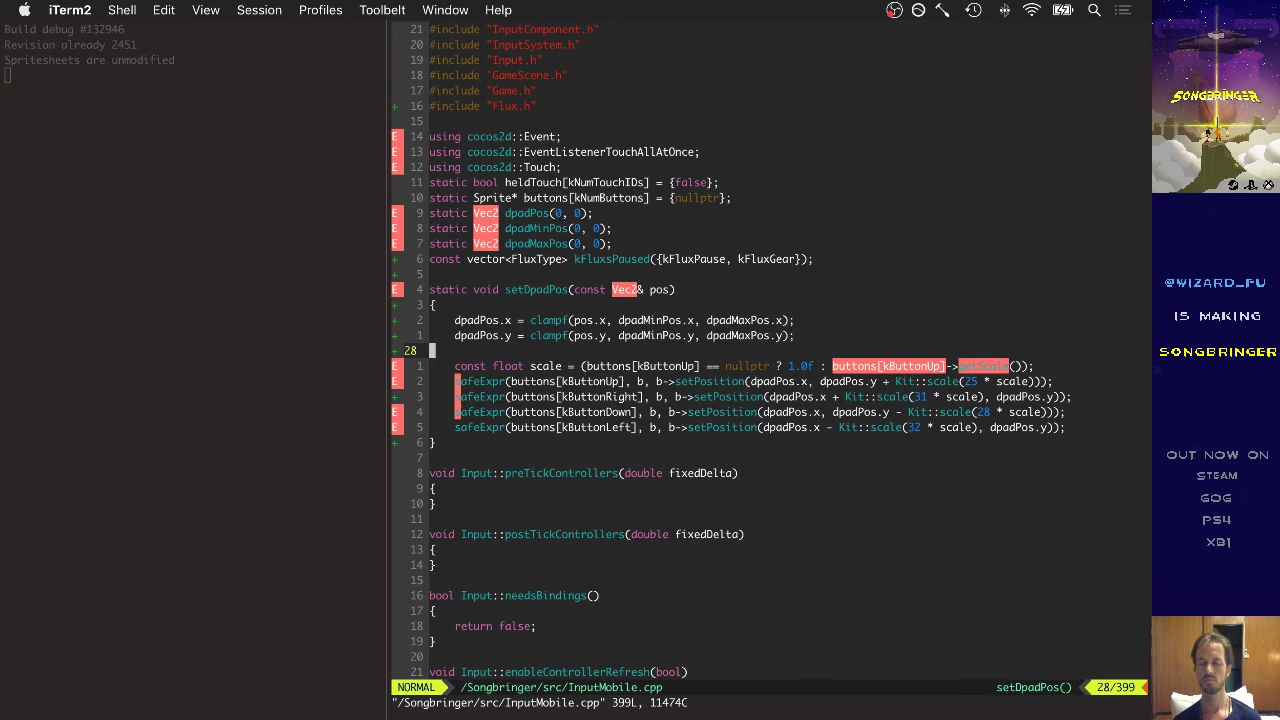 iTerm2 Shell Edit View Session Profiles Toolbelt Window Help
Build debug #132946
Revision already 2451
Spritesheets are unmodified
21 #include "InputComponent.h"
20 #include "InputSystem.h"
19 #include "Input.h"
18 #include "GameScene.h"
17 #include "Game.h"
+ 16 #include "Flux.h"
15
E 14 using cocos2d::Event;
E 13 using cocos2d::EventListenerTouchAllAtOnce;
E 12 using cocos2d::Touch;
11 static bool heldTouch[kNumTouchIDs] = {false};
10 static Sprite* buttons[kNumButtons] = {nullptr};
E 9 static Vec2 dpadPos(0, 0);
E 8 static Vec2 dpadMinPos(0, 0);
E 7 static Vec2 dpadMaxPos(0, 0);
+ 6 const vector<FluxType> kFluxsPaused({kFluxPause, kFluxGear});
+ 5
E 4 static void setDpadPos(const Vec2& pos)
+ 3 {
+ 2 dpadPos.x = clampf(pos.x, dpadMinPos.x, dpadMaxPos.x);
+ 1 dpadPos.y = clampf(pos.y, dpadMinPos.y, dpadMaxPos.y);
+ 28
E 1 const float scale = (buttons[kButtonUp] == nullptr ? 1.0f : buttons[kButtonUp]->getScale());
E 2 safeExpr(buttons[kButtonUp], b, b->setPosition(dpadPos.x, dpadPos.y + Kit::scale(25 * scale)));
E 3 safeExpr(buttons[kButtonRight], b, b->setPosition(dpadPos.x + Kit::scale(31 * scale), dpadPos.y));
E 4 safeExpr(buttons[kButtonDown], b, b->setPosition(dpadPos.x, dpadPos.y - Kit::scale(28 * scale)));
E 5 safeExpr(buttons[kButtonLeft], b, b->setPosition(dpadPos.x - Kit::scale(32 * scale), dpadPos.y));
+ 6 }
7
8 void Input::preTickControllers(double fixedDelta)
9 {
10 }
11
12 void Input::postTickControllers(double fixedDelta)
13 {
14 }
15
16 bool Input::needsBindings()
17 {
18 return false;
19 }
20
21 void Input::enableControllerRefresh(bool)
NORMAL /Songbringer/src/InputMobile.cpp setDpadPos() 28/399
"/Songbringer/src/InputMobile.cpp" 399L, 11474C
SONGBRINGER
@WIZARD_FU
IS MAKING
SONGBRINGER
OUT NOW ON
STEAM
GOG
PS4
XB1